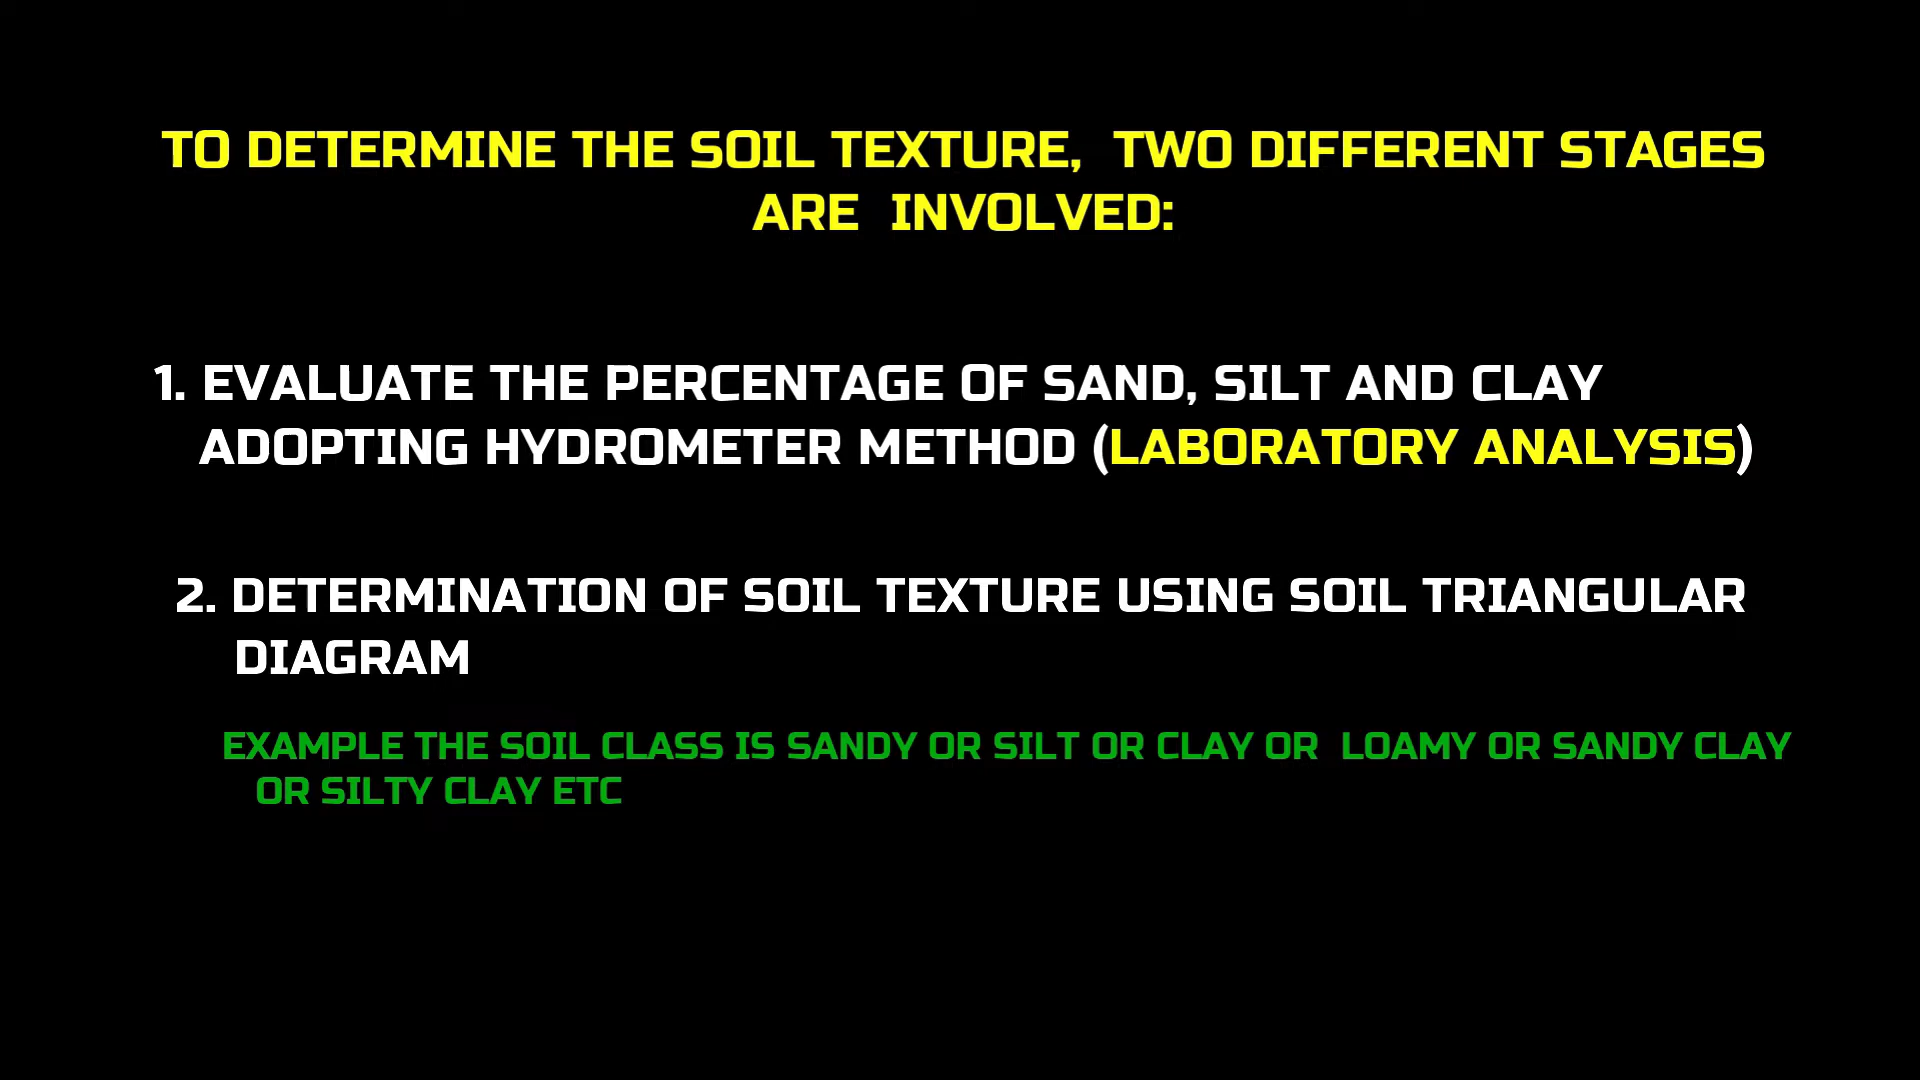 TO DETERMINE THE SOIL TEXTURE, TWO DIFFERENT STAGES
ARE INVOLVED:
1. EVALUATE THE PERCENTAGE OF SAND, SILT AND CLAY
ADOPTING HYDROMETER METHOD (LABORATORY ANALYSIS)
2. DETERMINATION OF SOIL TEXTURE USING SOIL TRIANGULAR
DIAGRAM
EXAMPLE THE SOIL CLASS IS SANDY OR SILT OR CLAY OR LOAMY OR SANDY CLAY
OR SILTY CLAY ETC